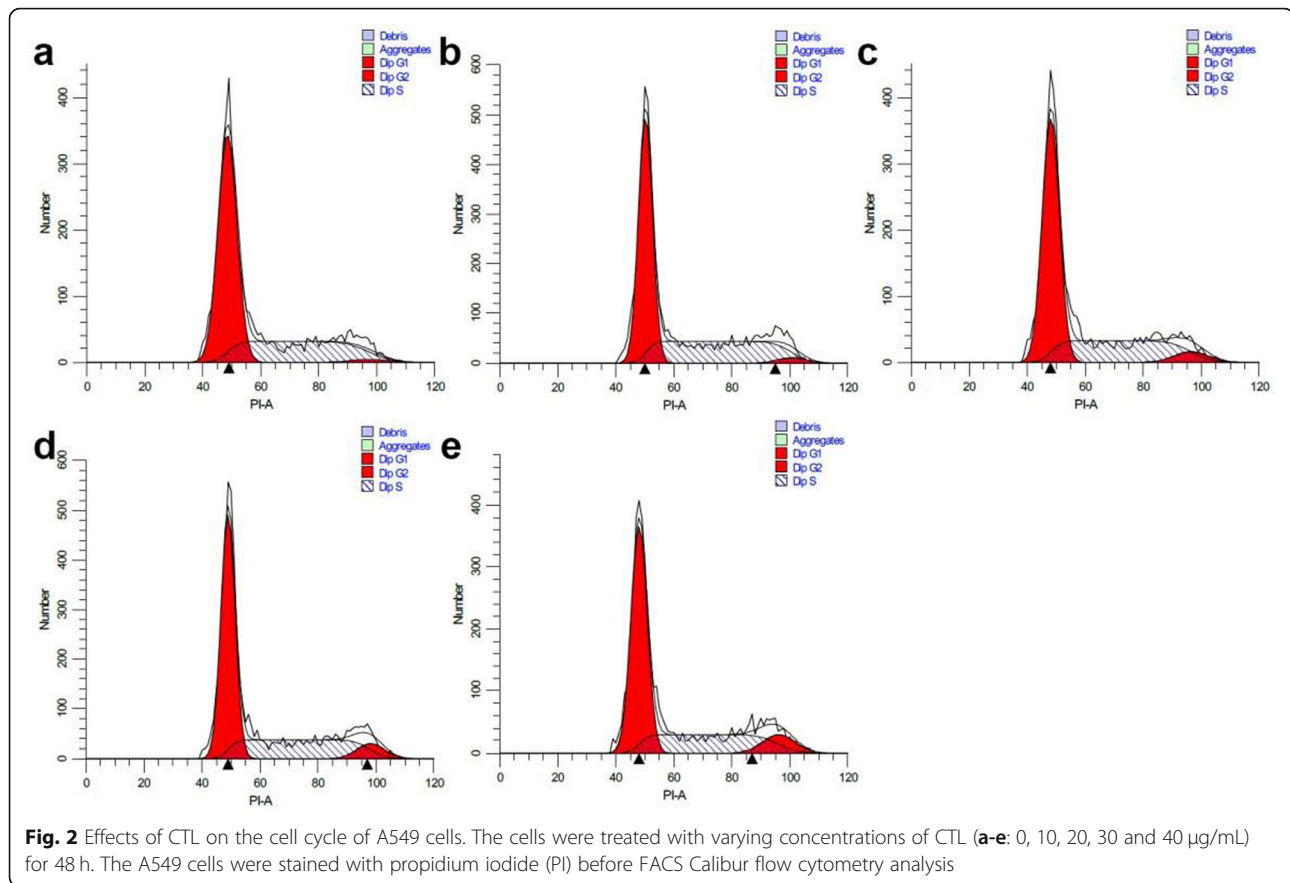 a
Debris
Aggregates
Dip G1
Dip G2
Dip S
Number
0 100 200 300 400
0 20 40 60 80 100 120
PI-A
b
Debris
Aggregates
Dip G1
Dip G2
Dip S
Number
0 100 200 300 400 500 600
0 20 40 60 80 100 120
PI-A
c
Debris
Aggregates
Dip G1
Dip G2
Dip S
Number
0 100 200 300 400
0 20 40 60 80 100 120
PI-A
d
Debris
Aggregates
Dip G1
Dip G2
Dip S
Number
0 100 200 300 400 500 600
0 20 40 60 80 100 120
PI-A
e
Debris
Aggregates
Dip G1
Dip G2
Dip S
Number
0 100 200 300 400
0 20 40 60 80 100 120
PI-A
Fig. 2 Effects of CTL on the cell cycle of A549 cells. The cells were treated with varying concentrations of CTL (a-e: 0, 10, 20, 30 and 40 μg/mL)
for 48 h. The A549 cells were stained with propidium iodide (PI) before FACS Calibur flow cytometry analysis